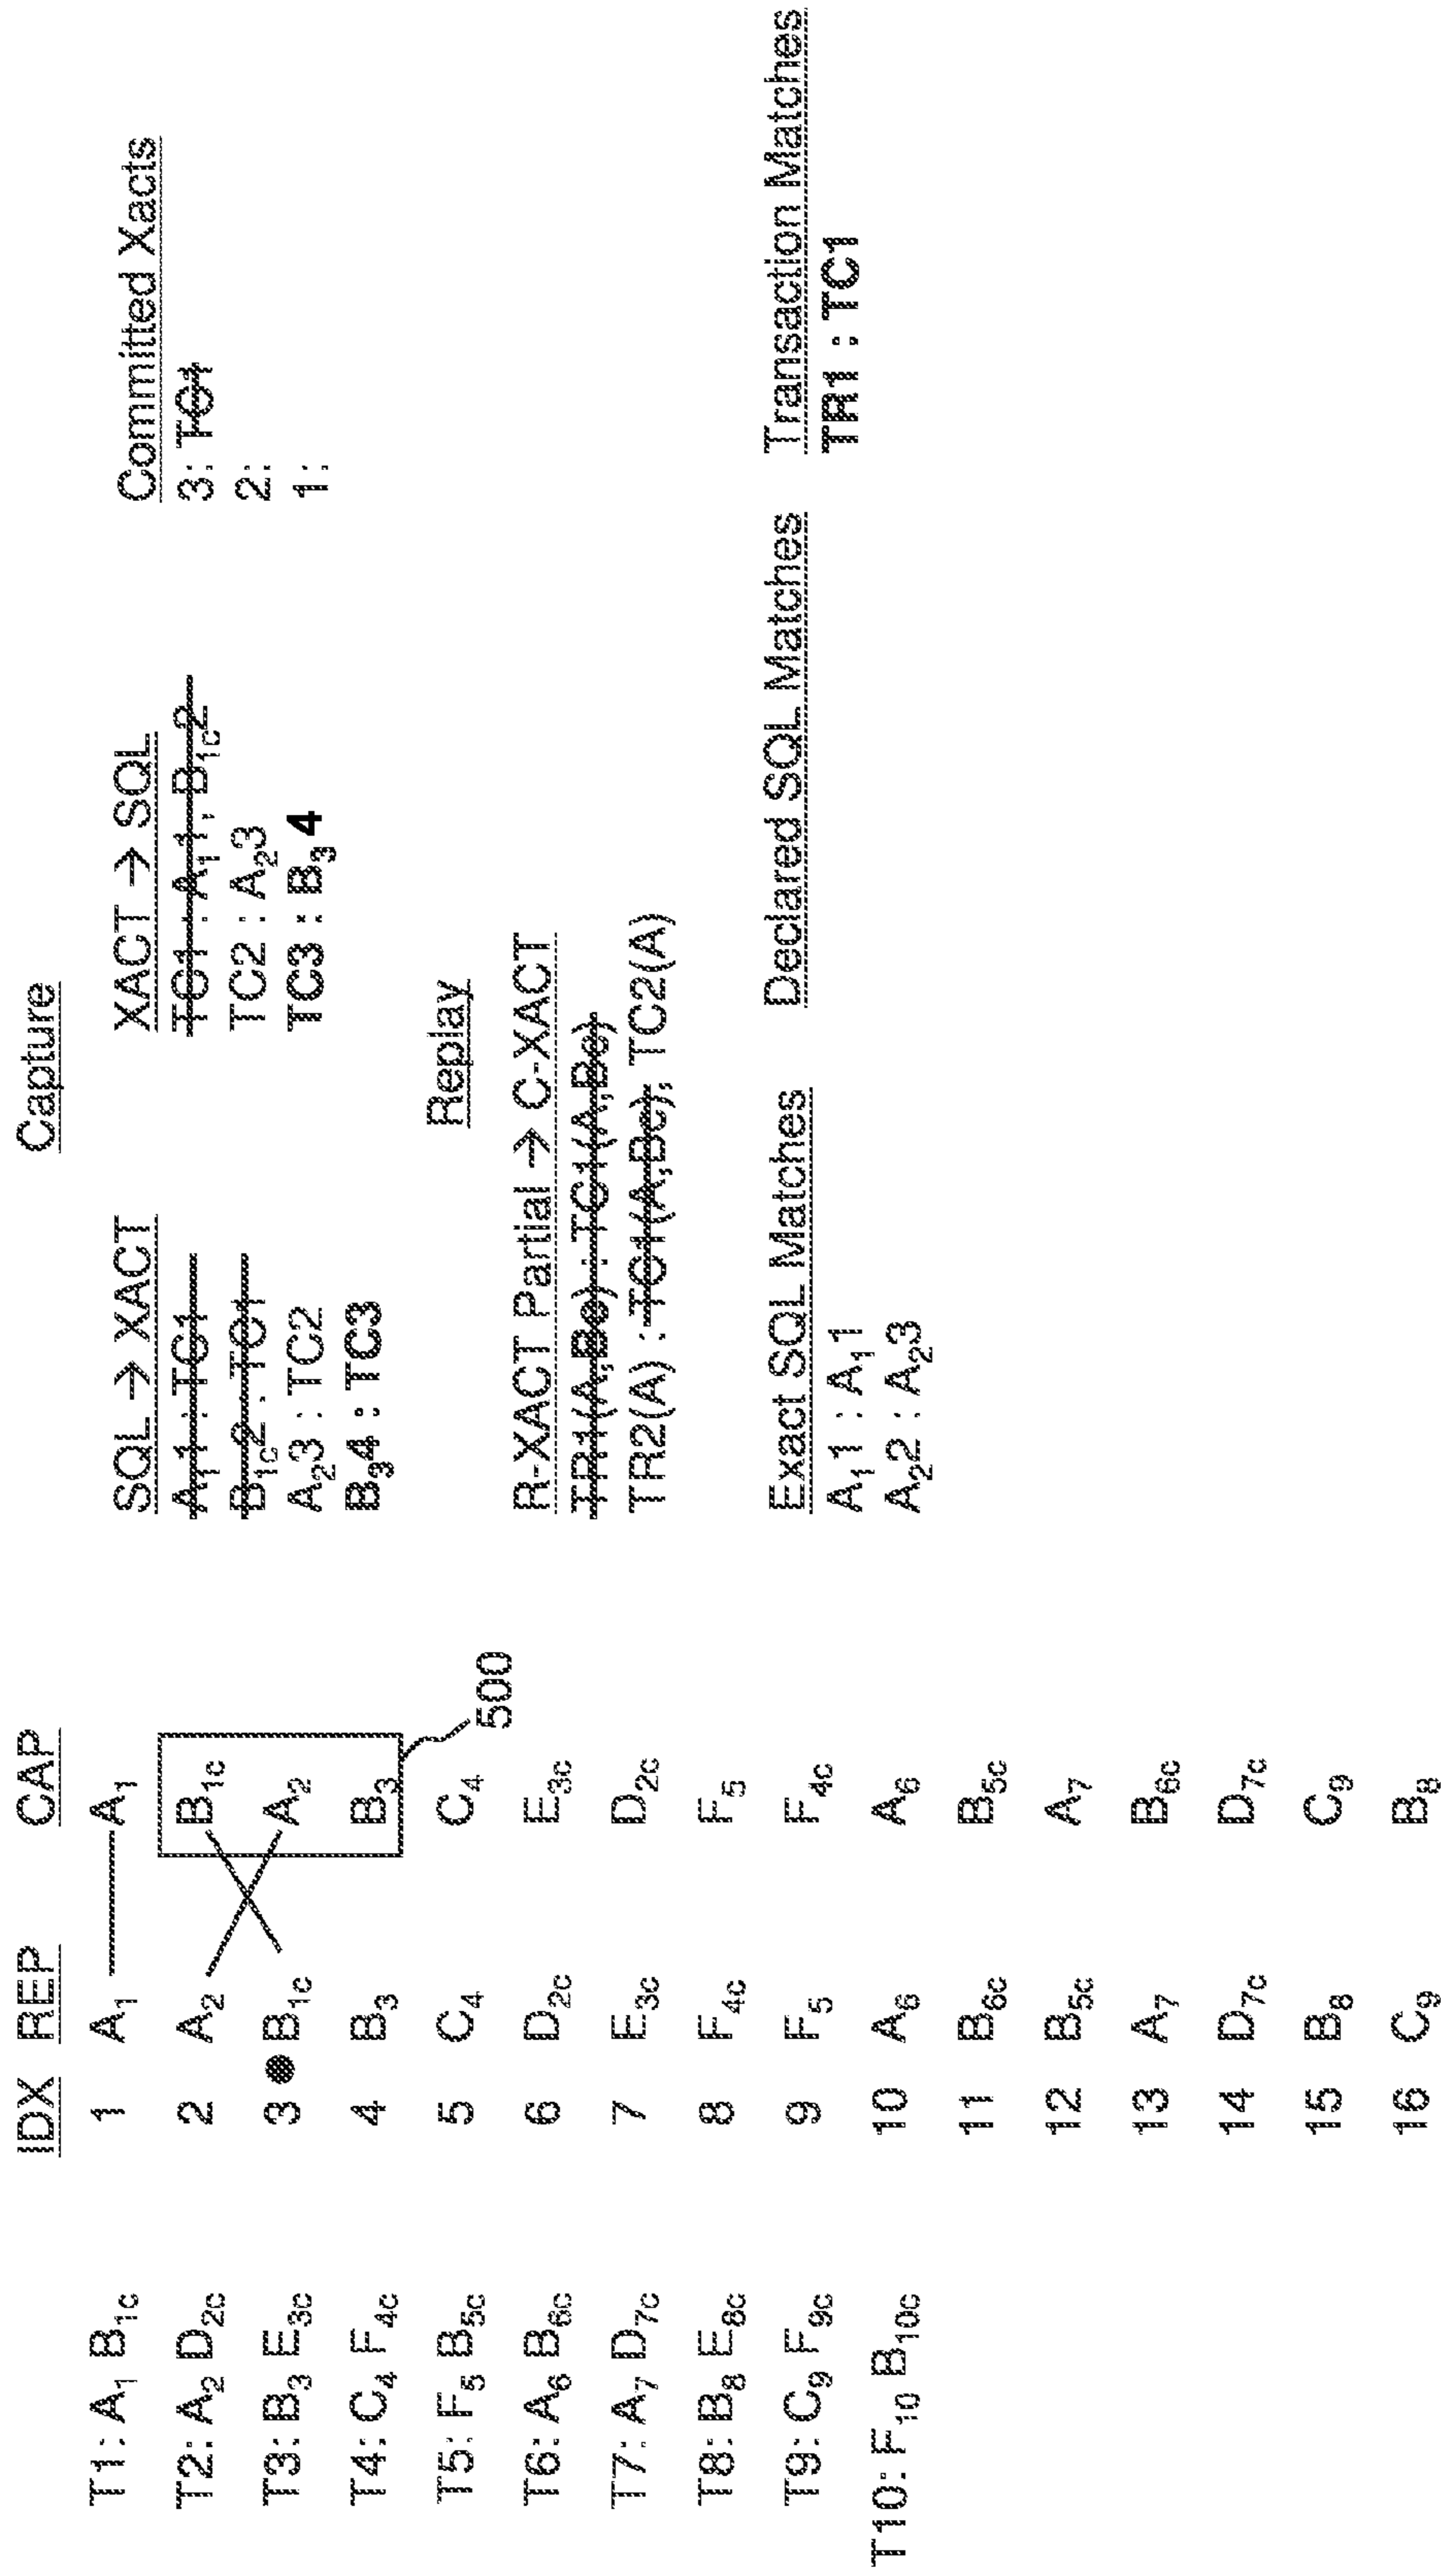 T1: A1 B1c
T2: A2 D2c
T3: B3 E3c
T4: C4 F4c
T5: F5 B5c
T6: A6 B6c
T7: A7 D7c
T8: B8 E8c
T9: C9 F9c
T10: F10 B10c
IDX REP CAP
1 A1 A1
2 A2 B1c
3 B1c A2
4 B3 B3
5 C4 C4
6 D2c E3c
7 E3c D2c
8 F4c F5
9 F5 F4c
10 A6 A6
11 B6c B5c
12 B5c A7
13 A7 B6c
14 D7c D7c
15 B8 C9
16 C9 B8
500
Capture
SQL → XACT
A11 : TC1
B1c2 : TC1
A23 : TC2
B34 : TC3
XACT → SQL
TC1 : A11, B1c2
TC2 : A23
TC3 : B34
Committed Xacts
3: TC1
2:
1:
Replay
R-XACT Partial → C-XACT
TR1(A,Bc) : TC1(A,Bc)
TR2(A) : TC1(A,Bc), TC2(A)
Exact SQL Matches
A11 : A11
A22 : A23
Declared SQL Matches
Transaction Matches
TR1 : TC1